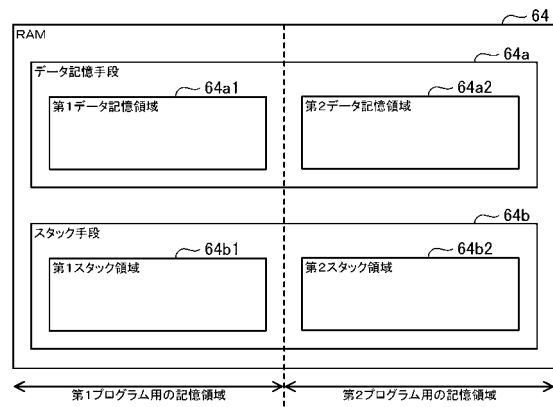 64
RAM
64a
データ記憶手段
64a1
64a2
第1データ記憶領域
第2データ記憶領域
64b
スタック手段
64b1
64b2
第1スタック領域
第2スタック領域
第1プログラム用の記憶領域
第2プログラム用の記憶領域